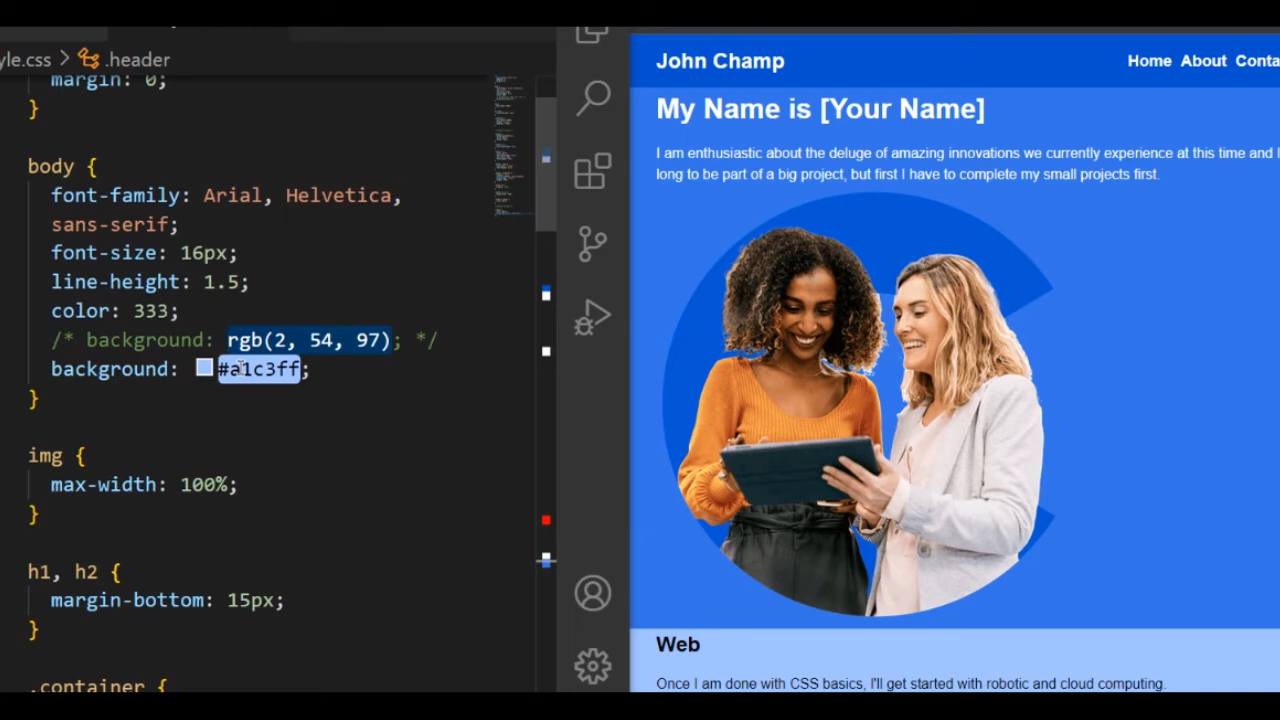 yle.css > .header
margin: 0;
}
body {
font-family: Arial, Helvetica,
sans-serif;
font-size: 16px;
line-height: 1.5;
color: 333;
/* background: rgb(2, 54, 97); */
background: #a1c3ff;
}
img {
max-width: 100%;
}
h1, h2 {
margin-bottom: 15px;
}
.container {
John Champ
Home About Conta
My Name is [Your Name]
I am enthusiastic about the deluge of amazing innovations we currently experience at this time and I
long to be part of a big project, but first I have to complete my small projects first.
Web
Once I am done with CSS basics, I'll get started with robotic and cloud computing.